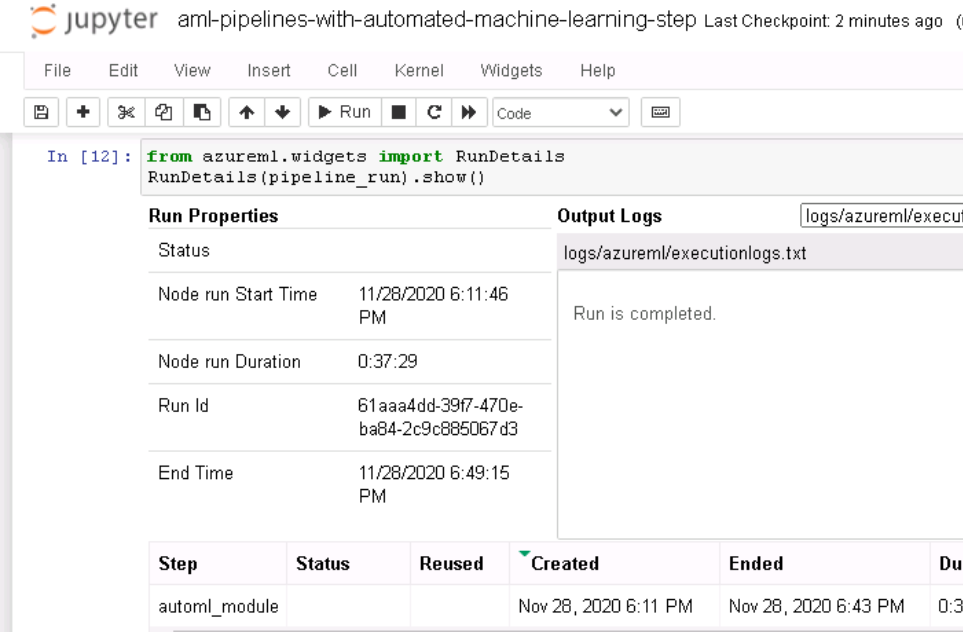 jupyter aml-pipelines-with-automated-machine-learning-step Last Checkpoint: 2 minutes ago
File Edit View Insert Cell Kernel Widgets Help
Run Code
In [12]: from azureml.widgets import RunDetails
RunDetails(pipeline_run).show()
Run Properties
Status
Node run Start Time 11/28/2020 6:11:46
PM
Node run Duration 0:37:29
Run Id 61aaa4dd-39f7-470e-
ba84-2c9c885067d3
End Time 11/28/2020 6:49:15
PM
Output Logs logs/azureml/execut
logs/azureml/executionlogs.txt
Run is completed.
Step Status Reused Created Ended Du
automl_module Nov 28, 2020 6:11 PM Nov 28, 2020 6:43 PM 0:3